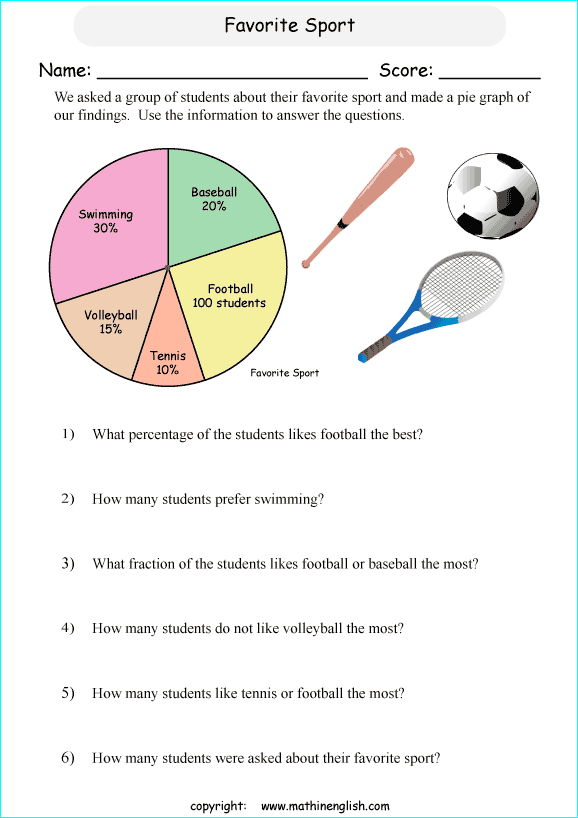 Favorite Sport
Name: ____________________________ Score: __________
We asked a group of students about their favorite sport and made a pie graph of
our findings. Use the information to answer the questions.
Baseball
20%
Swimming
30%
Football
100 students
Volleyball
15%
Tennis
10%
Favorite Sport
1) What percentage of the students likes football the best?
2) How many students prefer swimming?
3) What fraction of the students likes football or baseball the most?
4) How many students do not like volleyball the most?
5) How many students like tennis or football the most?
6) How many students were asked about their favorite sport?
copyright: www.mathinenglish.com